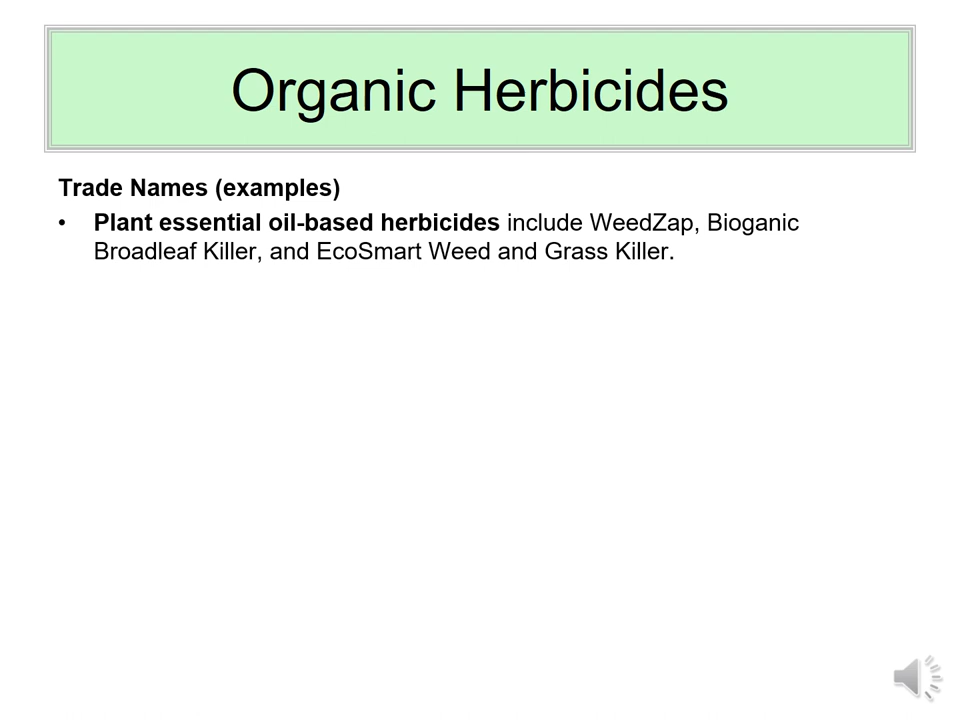 Organic Herbicides
Trade Names (examples)
• Plant essential oil-based herbicides include WeedZap, Bioganic
Broadleaf Killer, and EcoSmart Weed and Grass Killer.